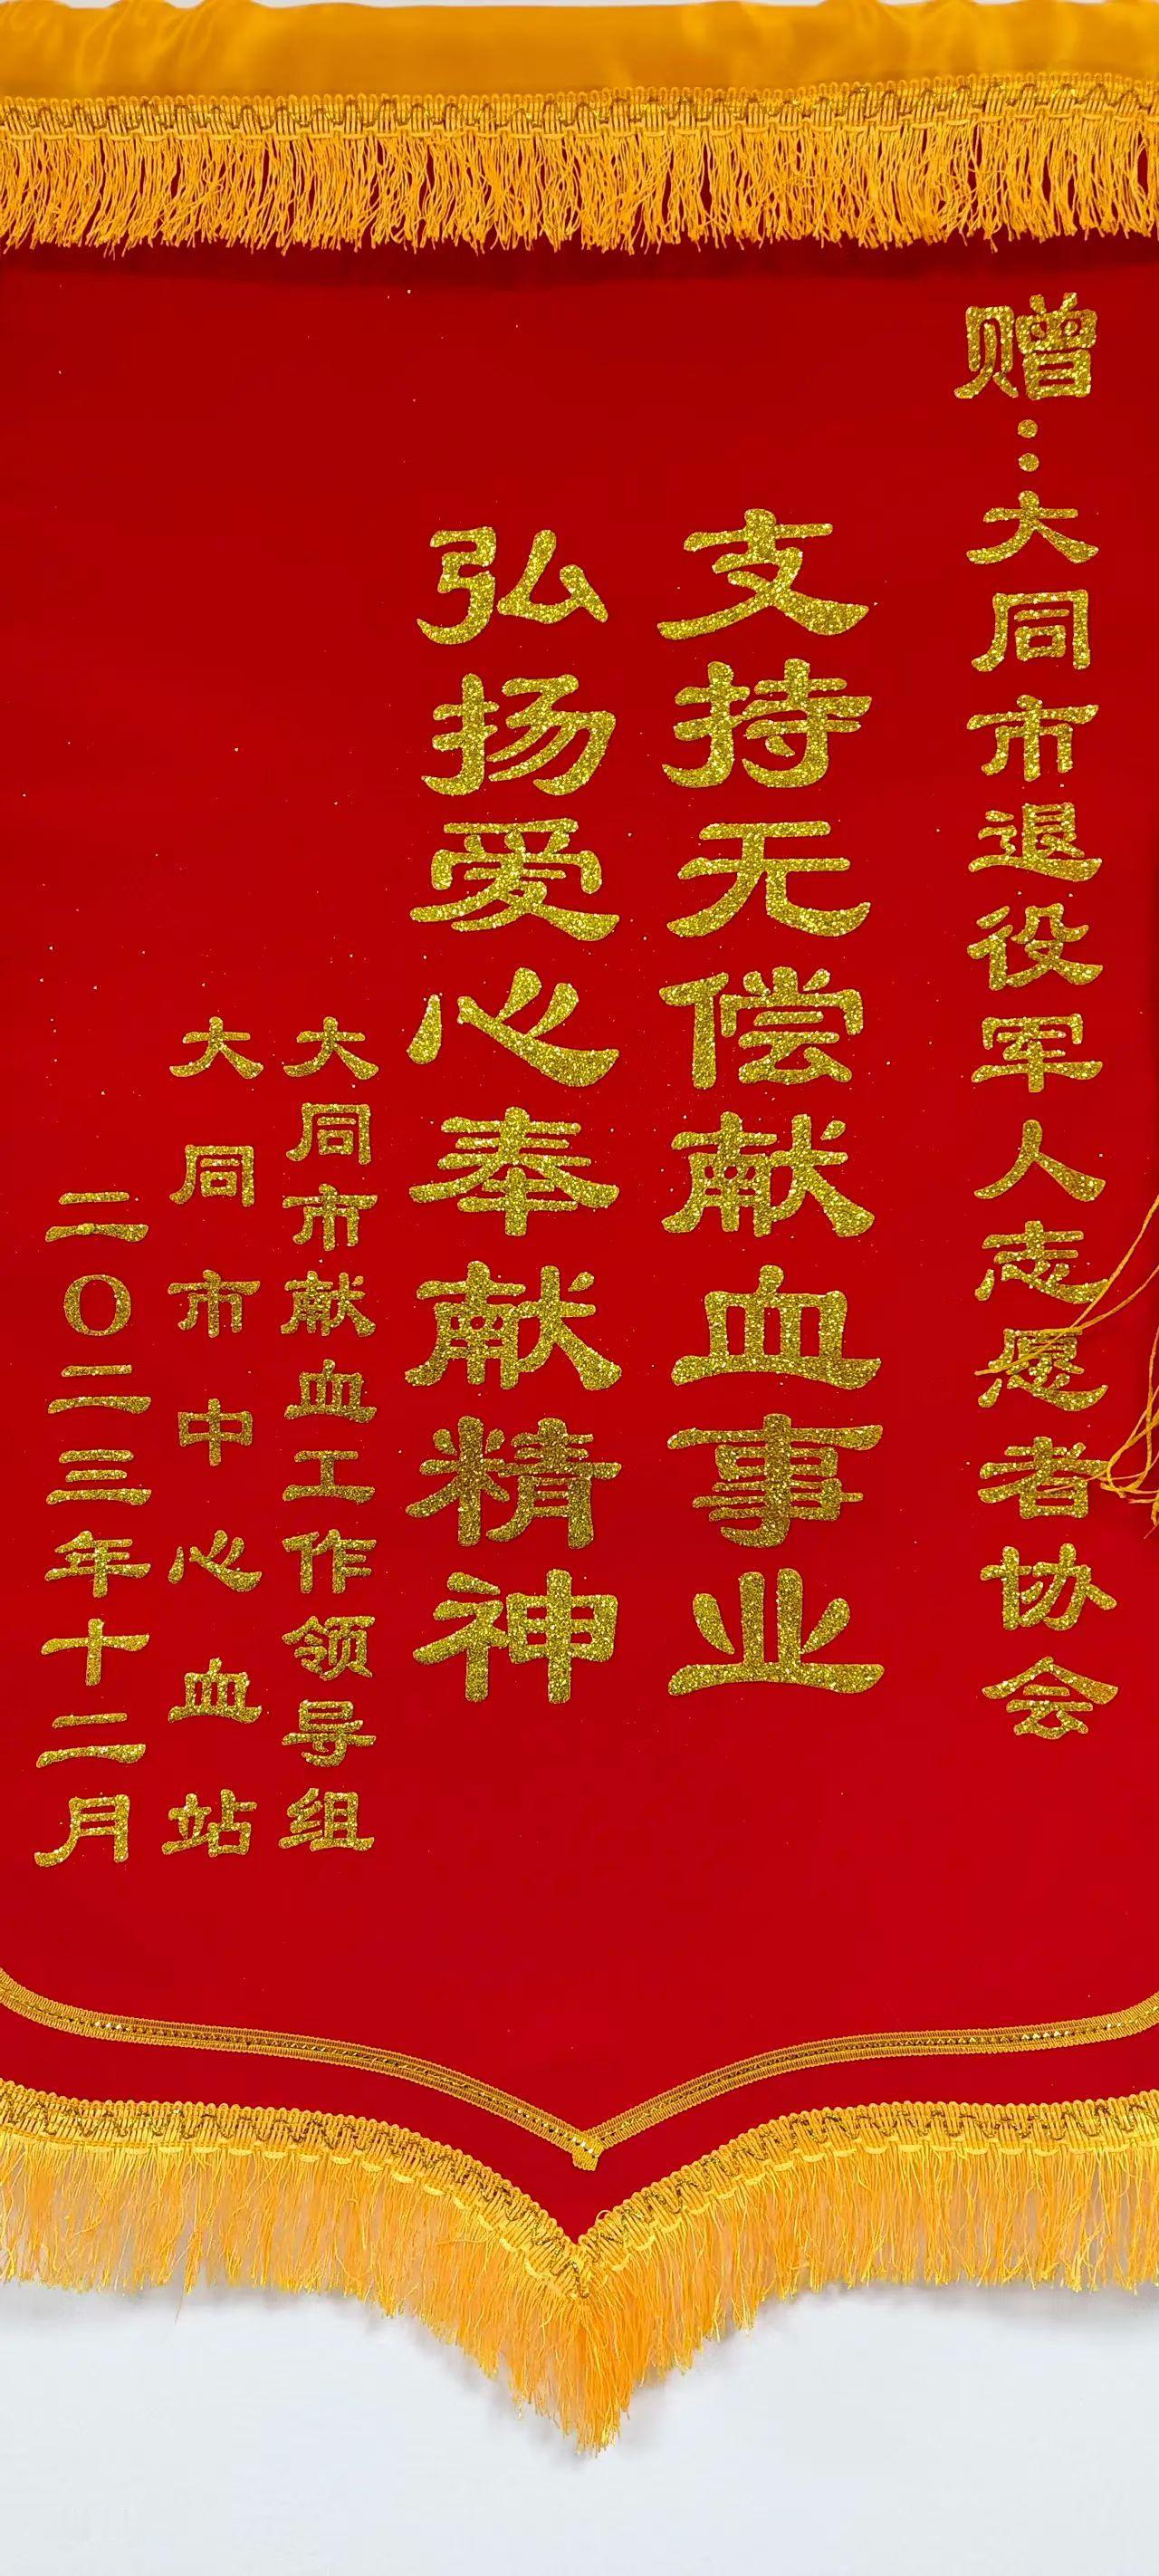 赠：大同市退役军人志愿者协会
支持无偿献血事业
弘扬爱心奉献精神
大同市献血工作领导组
大同市中心血站
二〇二三年十二月